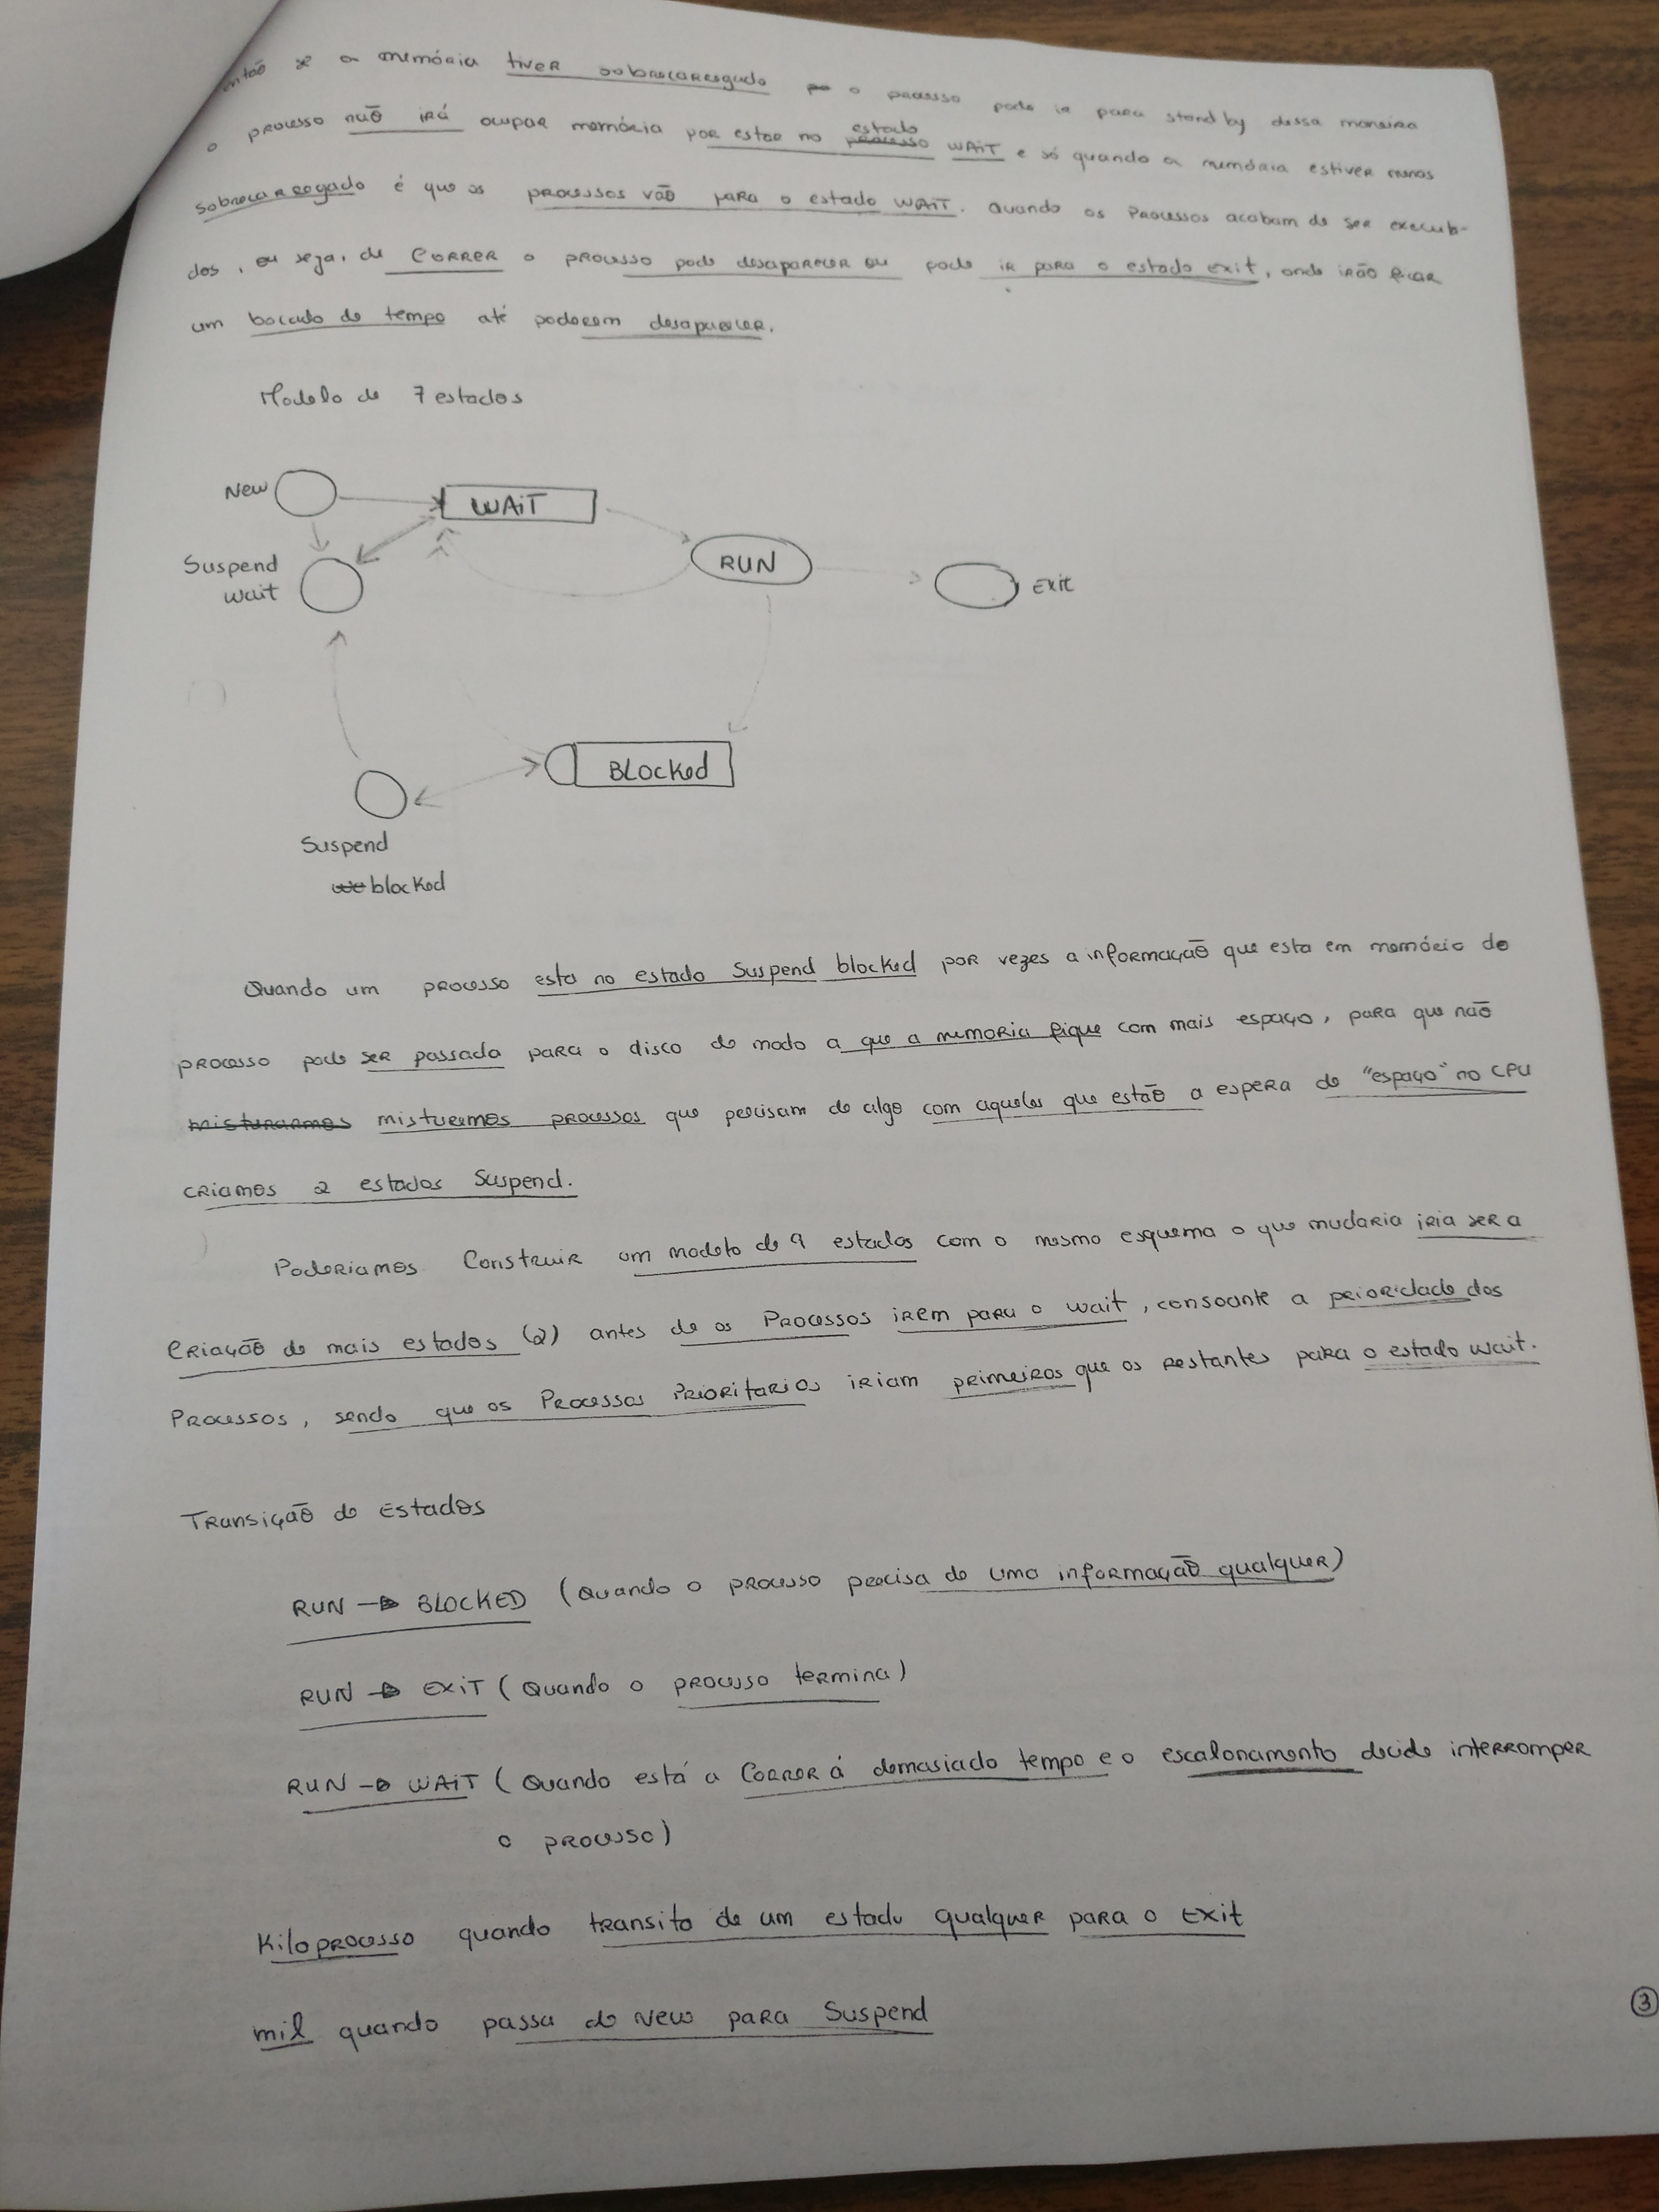 então se a memória tiver sobrecarregada o processo pode ir para stand by dessa maneira
o processo não irá ocupar memória por estar no processo estado WAIT e só quando a memória estiver menos
sobrecarregado é que os processos vão para o estado WAIT. Quando os Processos acabam de ser executa-
dos, ou seja, de CORRER o processo pode desaparecer ou pode ir para o estado exit, onde irão ficar
um bocado de tempo até poderem desaparecer.
Modelo de 7 estados
New
WAIT
Suspend
wait
RUN
Exit
BLocked
Suspend
blocked
Quando um processo esta no estado Suspend blocked por vezes a informação que esta em memória do
processo pode ser passada para o disco de modo a que a memoria fique com mais espaço, para que não
misturarmos misturemos processos que precisam de algo com aqueles que estão a espera de "espaço" no CPU
criamos 2 estados Suspend.
Poderiamos Construir um modelo de 9 estados com o mesmo esquema o que mudaria iria ser a
Criação de mais estados (2) antes de os Processos irem para o wait, consoante a prioridade dos
Processos, sendo que os Processos Prioritarios iriam primeiros que os restantes para o estado wait.
Transição de Estados
RUN → BLOCKED (Quando o processo precisa de uma informação qualquer)
RUN → EXIT (Quando o processo termina)
RUN → WAIT (Quando está a Correr á demasiado tempo e o escalonamento decide interromper
o processo)
Kilo processo quando transita de um estado qualquer para o Exit
mil quando passa do New para Suspend
3